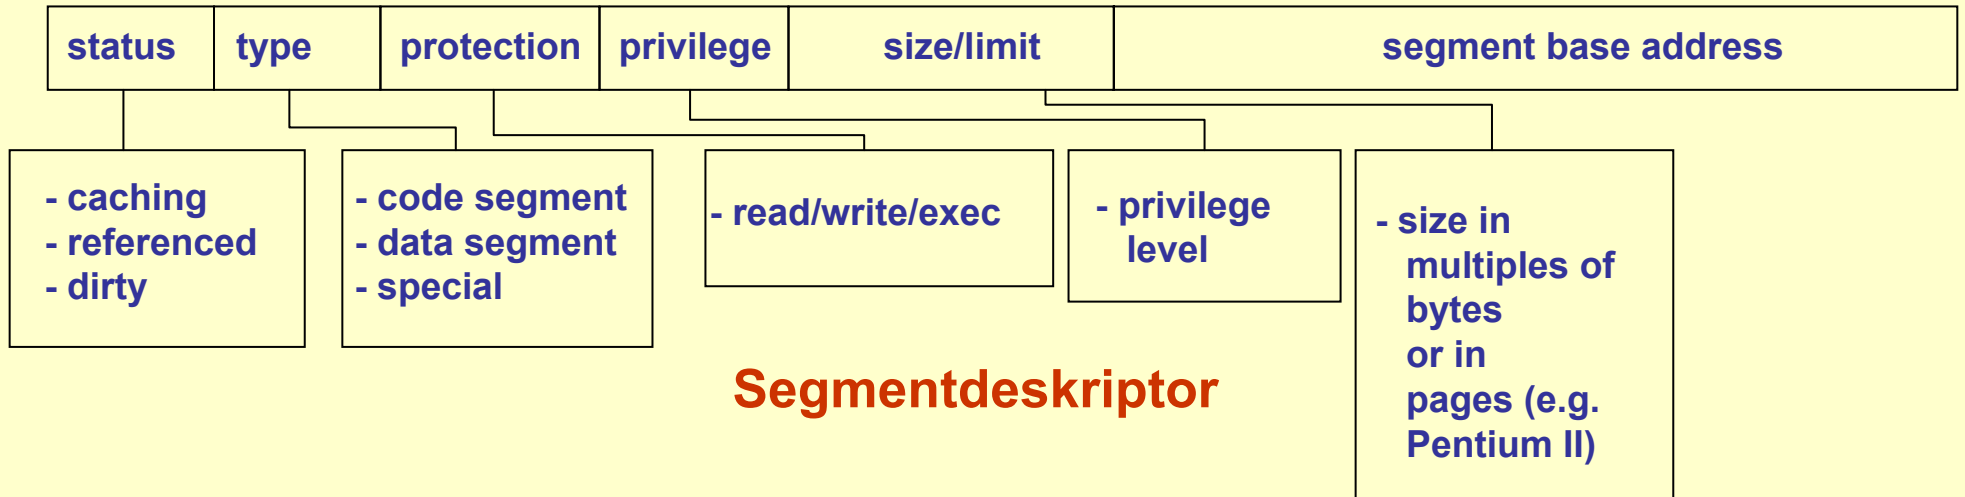 status type protection privilege size/limit segment base address
- caching
- referenced
- dirty
- code segment
- data segment
- special
- read/write/exec
- privilege
level
- size in
multiples of
bytes
or in
pages (e.g.
Pentium II)
Segmentdeskriptor